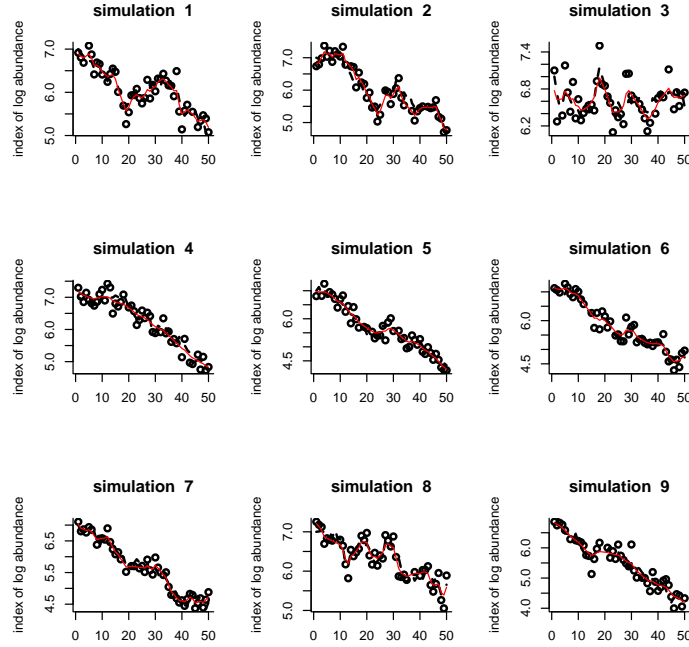 simulation 1
index of log abundance
7.0
6.0
5.0
0 10 20 30 40 50
simulation 2
index of log abundance
7.0
6.0
5.0
0 10 20 30 40 50
simulation 3
index of log abundance
7.4
6.8
6.2
0 10 20 30 40 50
simulation 4
index of log abundance
7.0
6.0
5.0
0 10 20 30 40 50
simulation 5
index of log abundance
6.0
4.5
0 10 20 30 40 50
simulation 6
index of log abundance
6.0
4.5
0 10 20 30 40 50
simulation 7
index of log abundance
6.5
5.5
4.5
0 10 20 30 40 50
simulation 8
index of log abundance
7.0
6.0
5.0
0 10 20 30 40 50
simulation 9
index of log abundance
6.0
5.0
4.0
0 10 20 30 40 50